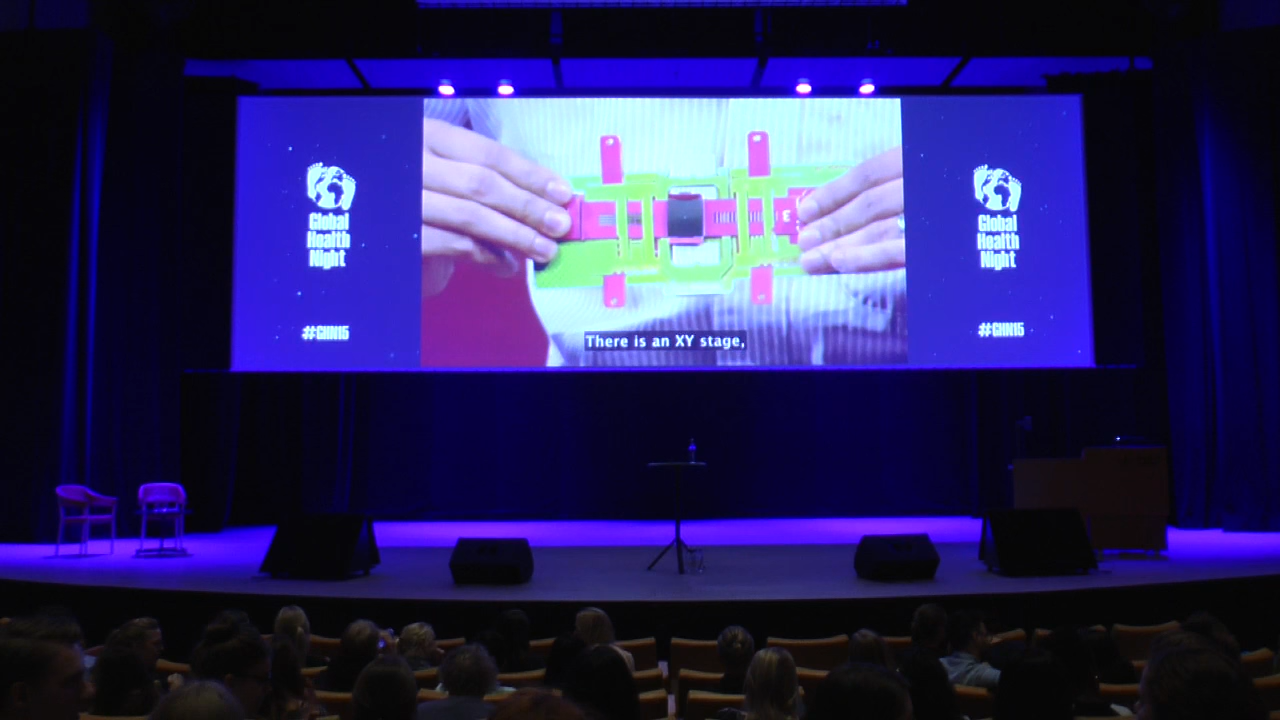 Global
Health
Night
#GHN15
There is an XY stage,
Global
Health
Night
#GHN15